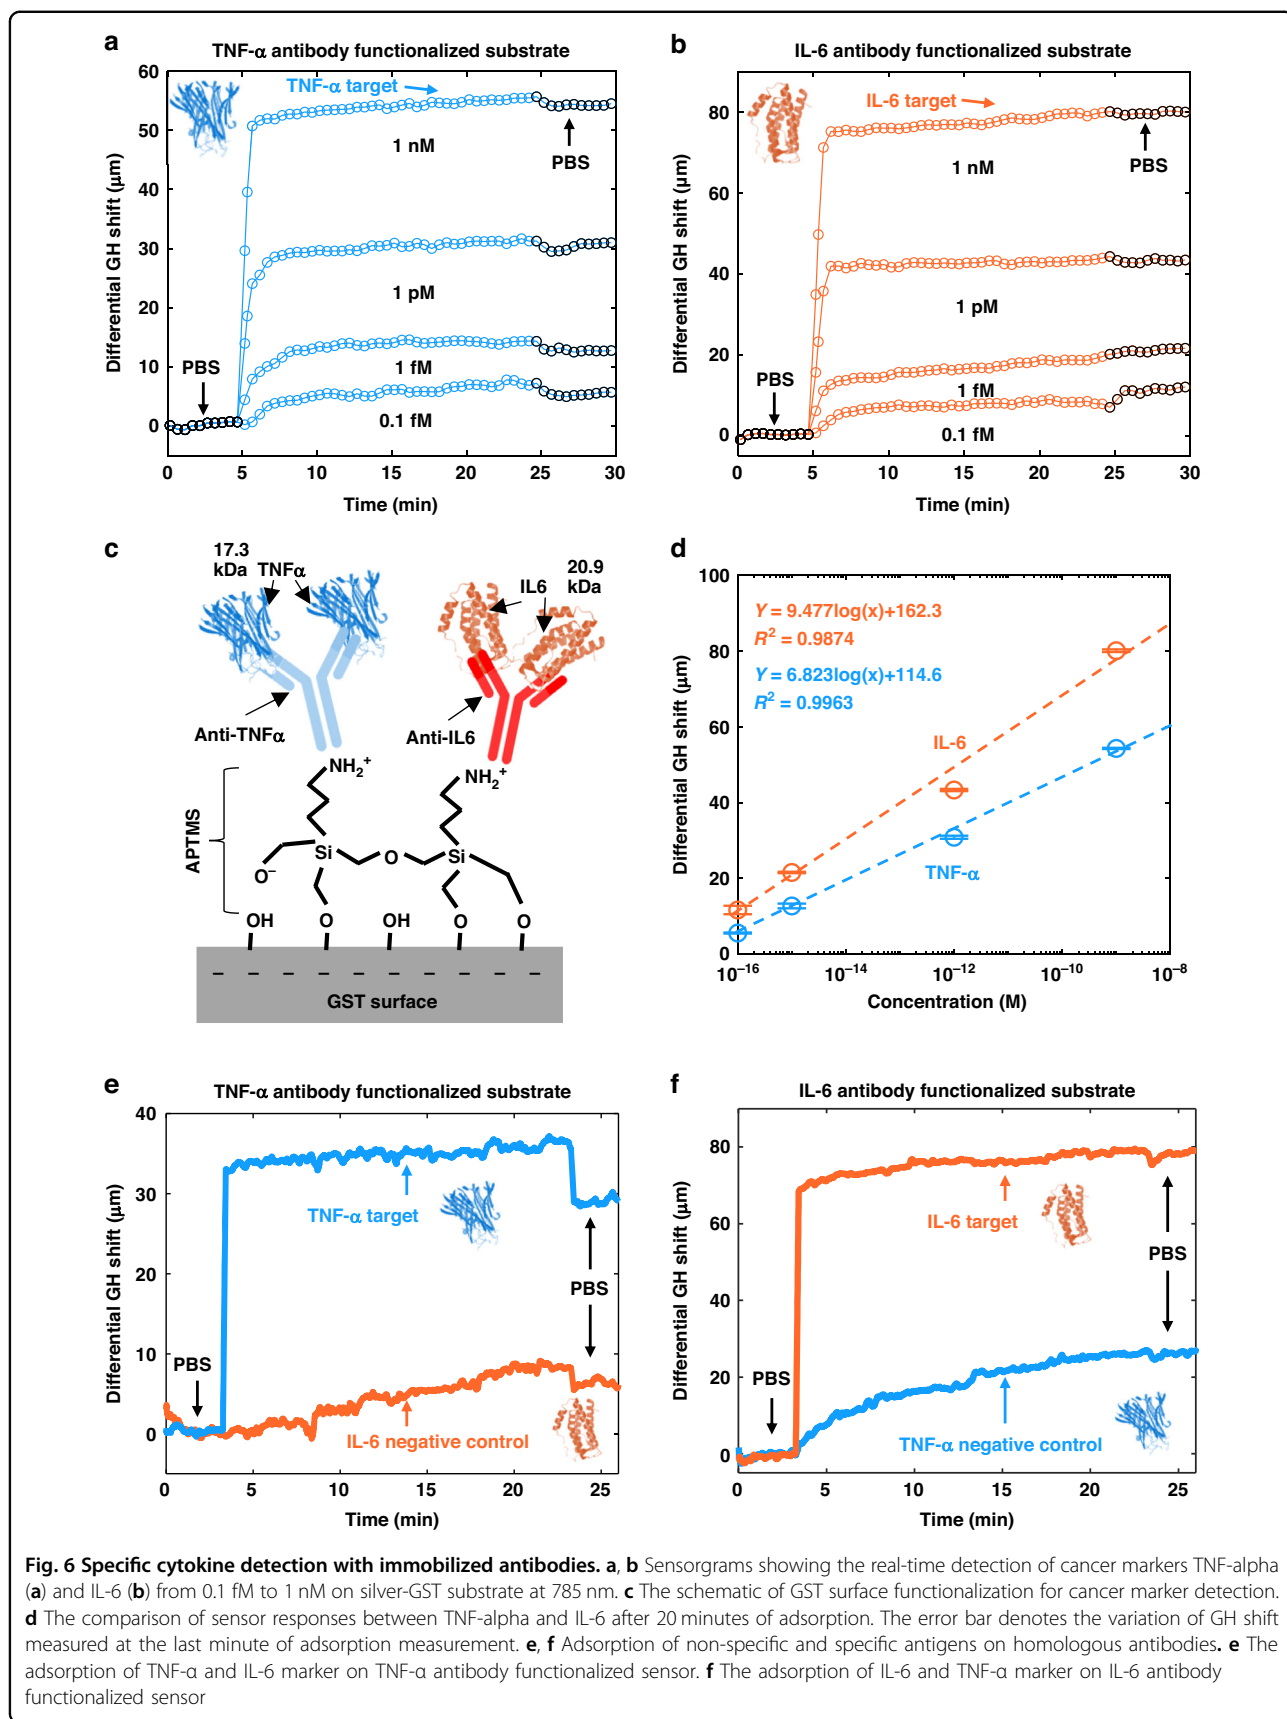 a
TNF-α antibody functionalized substrate
60
50
40
30
20
10
0
Differential GH shift (μm)
TNF-α target
1 nM
PBS
1 pM
1 fM
PBS
0.1 fM
0 5 10 15 20 25 30
Time (min)
b
IL-6 antibody functionalized substrate
80
60
40
20
0
Differential GH shift (μm)
IL-6 target
1 nM
PBS
1 pM
PBS
1 fM
0.1 fM
0 5 10 15 20 25 30
Time (min)
c
17.3
kDa TNFα
IL6
20.9
kDa
Anti-TNFα
Anti-IL6
APTMS
NH₂⁺ NH₂⁺
Si O Si
O⁻
OH O OH O O
– – – – – – – – – –
GST surface
d
100
80
60
40
20
0
Differential GH shift (μm)
Y = 9.477log(x)+162.3
R² = 0.9874
Y = 6.823log(x)+114.6
R² = 0.9963
IL-6
TNF-α
10⁻¹⁶ 10⁻¹⁴ 10⁻¹² 10⁻¹⁰ 10⁻⁸
Concentration (M)
e
TNF-α antibody functionalized substrate
40
30
20
10
0
Differential GH shift (μm)
TNF-α target
PBS
PBS
IL-6 negative control
0 5 10 15 20 25
Time (min)
f
IL-6 antibody functionalized substrate
80
60
40
20
0
Differential GH shift (μm)
IL-6 target
PBS
PBS
TNF-α negative control
0 5 10 15 20 25
Time (min)
Fig. 6 Specific cytokine detection with immobilized antibodies. a, b Sensorgrams showing the real-time detection of cancer markers TNF-alpha
(a) and IL-6 (b) from 0.1 fM to 1 nM on silver-GST substrate at 785 nm. c The schematic of GST surface functionalization for cancer marker detection.
d The comparison of sensor responses between TNF-alpha and IL-6 after 20 minutes of adsorption. The error bar denotes the variation of GH shift
measured at the last minute of adsorption measurement. e, f Adsorption of non-specific and specific antigens on homologous antibodies. e The
adsorption of TNF-α and IL-6 marker on TNF-α antibody functionalized sensor. f The adsorption of IL-6 and TNF-α marker on IL-6 antibody
functionalized sensor